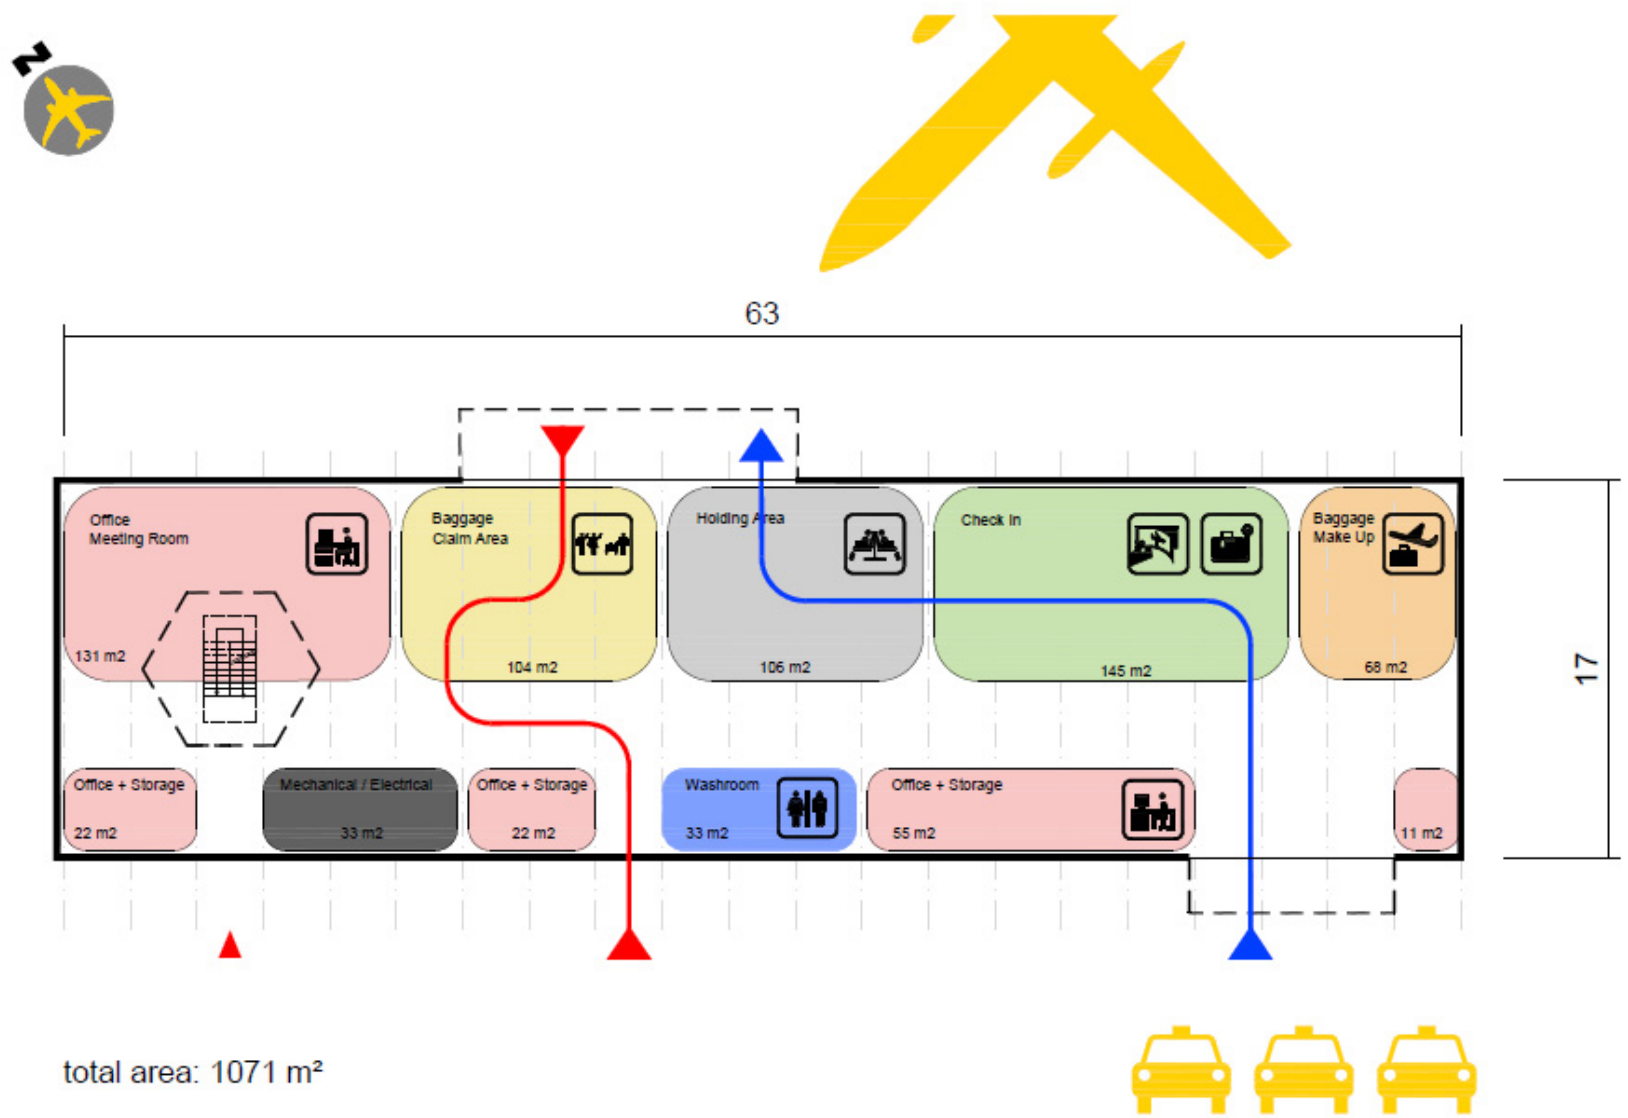 N
63
Office
Meeting Room
131 m2
Baggage
Claim Area
104 m2
Holding Area
106 m2
Check In
145 m2
Baggage
Make Up
68 m2
17
Office + Storage
22 m2
Mechanical / Electrical
33 m2
Office + Storage
22 m2
Washroom
33 m2
Office + Storage
55 m2
11 m2
total area: 1071 m²